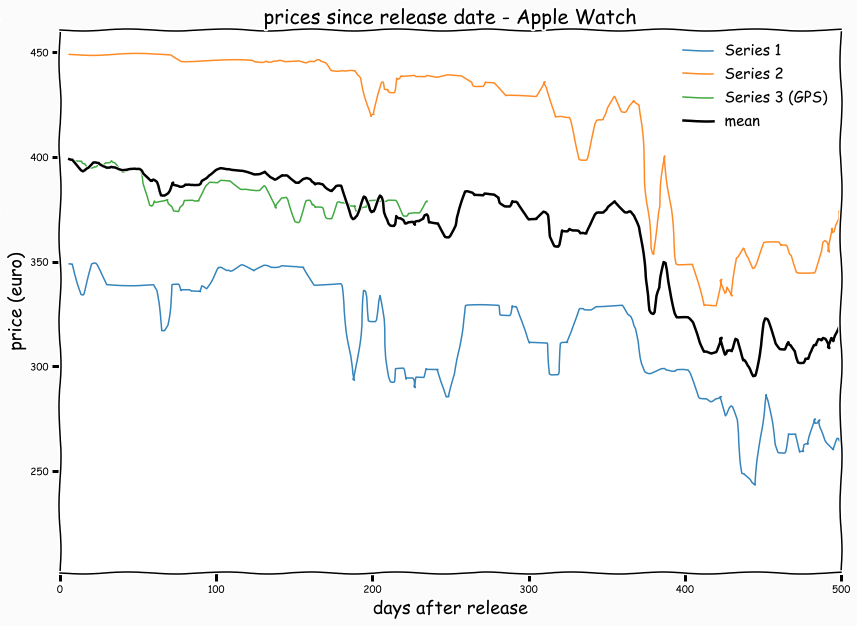 prices since release date - Apple Watch
Series 1
Series 2
Series 3 (GPS)
mean
price (euro)
450
400
350
300
250
0 100 200 300 400 500
days after release